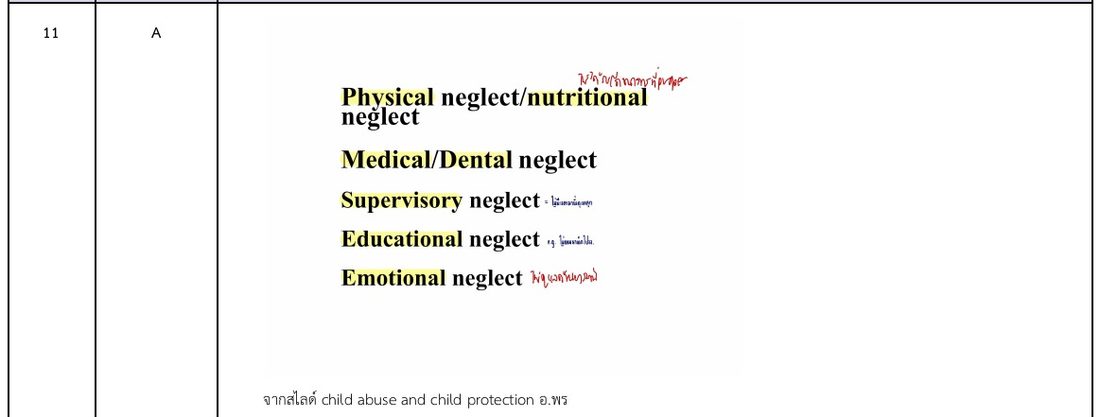 11
A
Physical neglect/nutritional
neglect
Medical/Dental neglect
Supervisory neglect =
Educational neglect e.g.
Emotional neglect
จากสไลด์ child abuse and child protection อ.พร